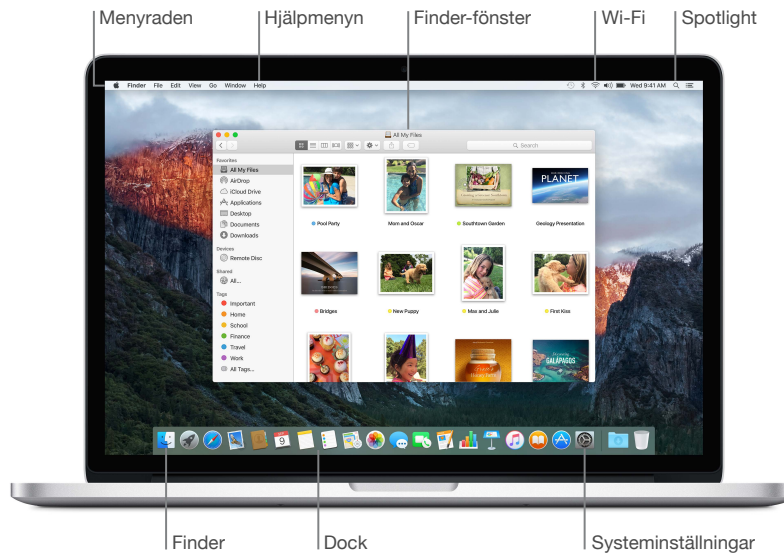 Menyraden
Hjälpmenyn
Finder-fönster
Wi-Fi
Spotlight
Finder File Edit View Go Window Help
Wed 9:41 AM
All My Files
Search
Favorites
All My Files
AirDrop
iCloud Drive
Applications
Desktop
Documents
Downloads
Devices
Remote Disc
Shared
All...
Tags
Important
Home
School
Finance
Travel
Work
All Tags...
PLANET
Pool Party
Mom and Oscar
Southtown Garden
Geology Presentation
Bridges
New Puppy
Max and Julie
First Kiss
GALÁPAGOS
9
Finder
Dock
Systeminställningar